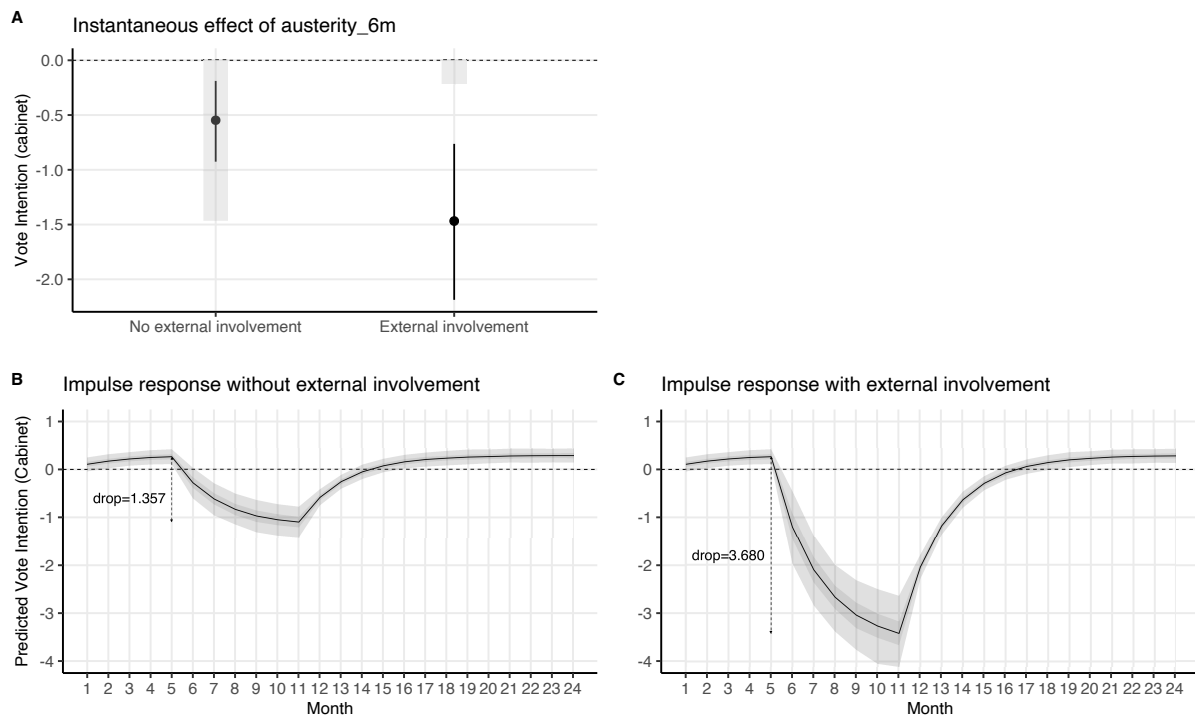 A
Instantaneous effect of austerity_6m
Vote Intention (cabinet)
0.0
-0.5
-1.0
-1.5
-2.0
No external involvement
External involvement
B
Impulse response without external involvement
Predicted Vote Intention (Cabinet)
1
0
-1
-2
-3
-4
drop=1.357
1 2 3 4 5 6 7 8 9 10 11 12 13 14 15 16 17 18 19 20 21 22 23 24
Month
C
Impulse response with external involvement
1
0
-1
-2
-3
-4
drop=3.680
1 2 3 4 5 6 7 8 9 10 11 12 13 14 15 16 17 18 19 20 21 22 23 24
Month